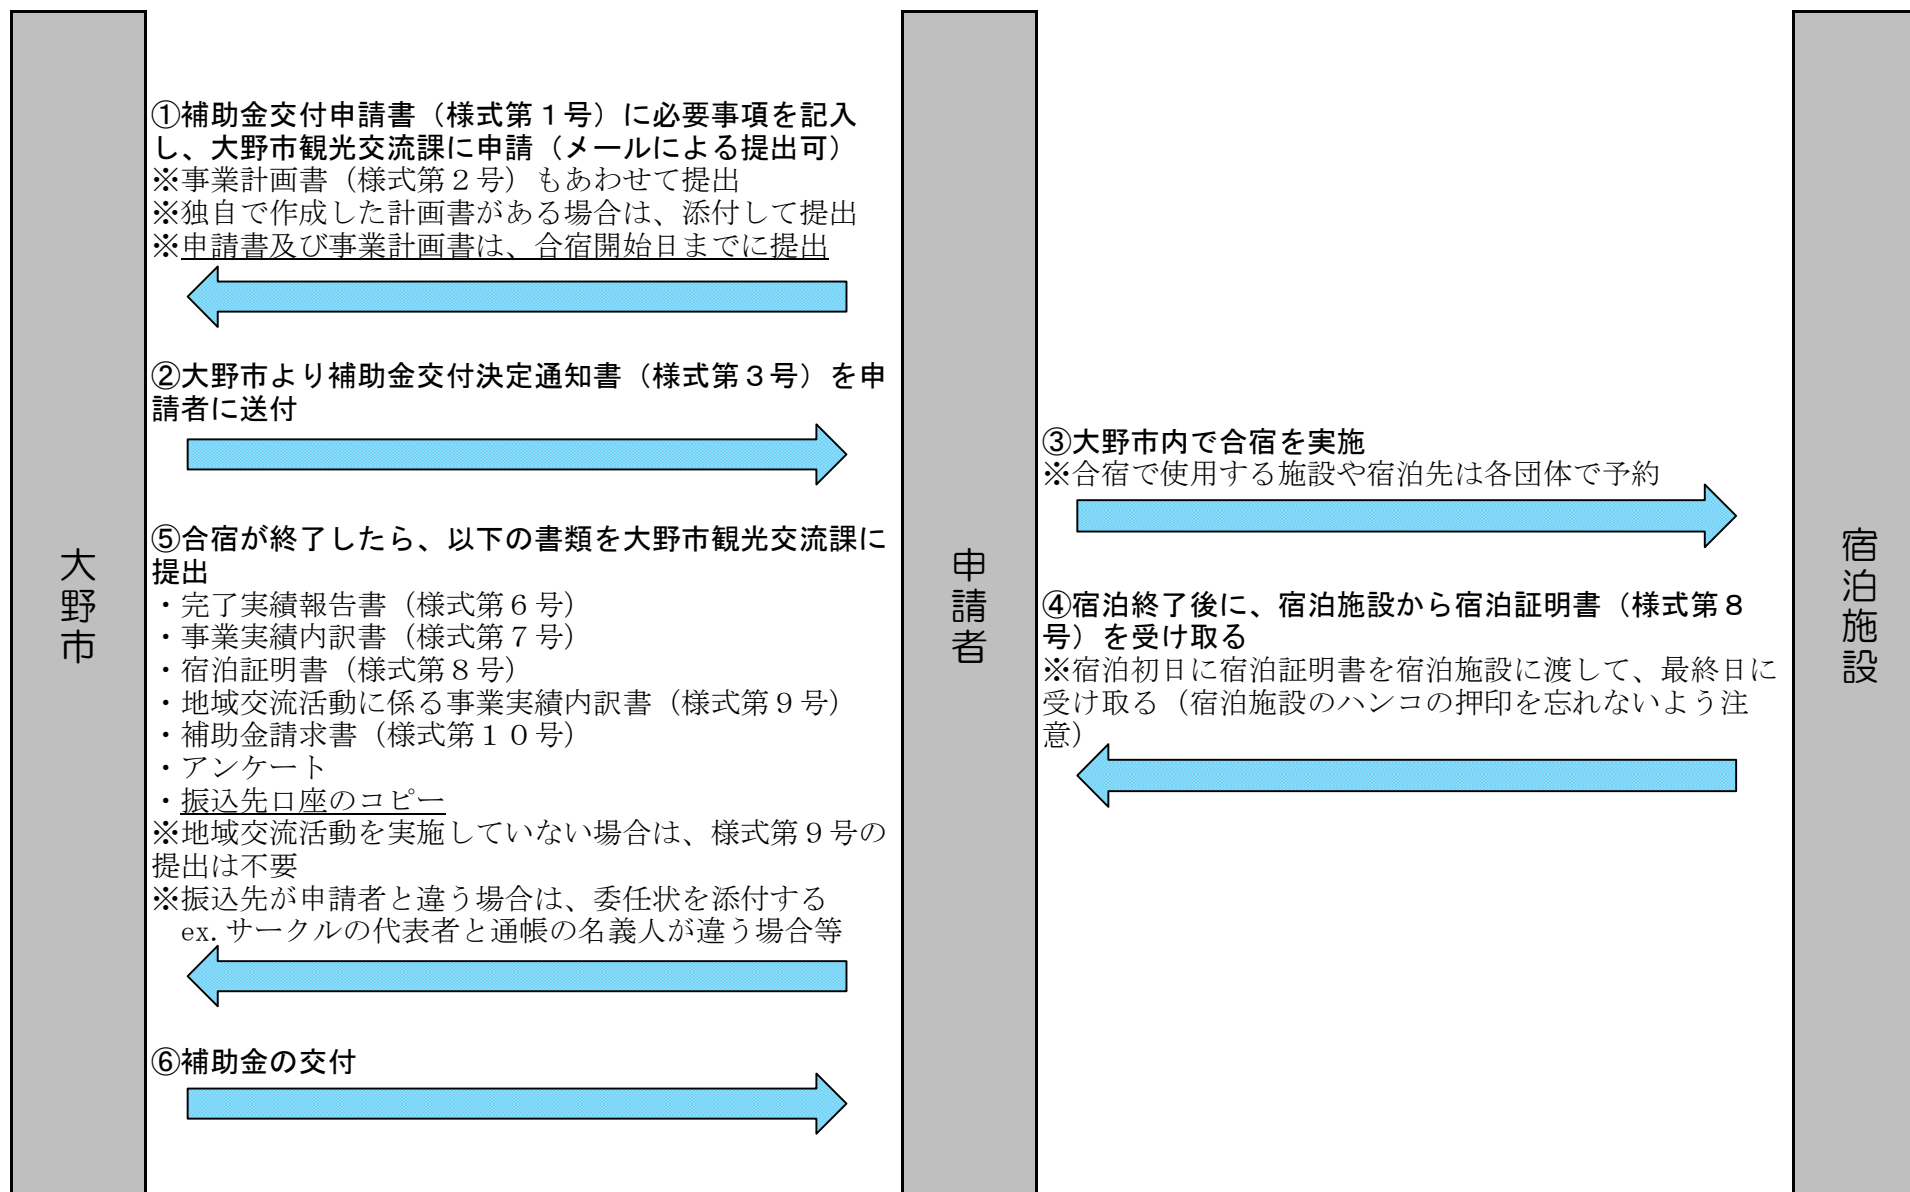 大野市
①補助金交付申請書（様式第１号）に必要事項を記入
し、大野市観光交流課に申請（メールによる提出可）
※事業計画書（様式第２号）もあわせて提出
※独自で作成した計画書がある場合は、添付して提出
※申請書及び事業計画書は、合宿開始日までに提出
②大野市より補助金交付決定通知書（様式第３号）を申
請者に送付
⑤合宿が終了したら、以下の書類を大野市観光交流課に
提出
・完了実績報告書（様式第６号）
・事業実績内訳書（様式第７号）
・宿泊証明書（様式第８号）
・地域交流活動に係る事業実績内訳書（様式第９号）
・補助金請求書（様式第１０号）
・アンケート
・振込先口座のコピー
※地域交流活動を実施していない場合は、様式第９号の
提出は不要
※振込先が申請者と違う場合は、委任状を添付する
ex.サークルの代表者と通帳の名義人が違う場合等
⑥補助金の交付
申請者
③大野市内で合宿を実施
※合宿で使用する施設や宿泊先は各団体で予約
④宿泊終了後に、宿泊施設から宿泊証明書（様式第８
号）を受け取る
※宿泊初日に宿泊証明書を宿泊施設に渡して、最終日に
受け取る（宿泊施設のハンコの押印を忘れないよう注
意）
宿泊施設